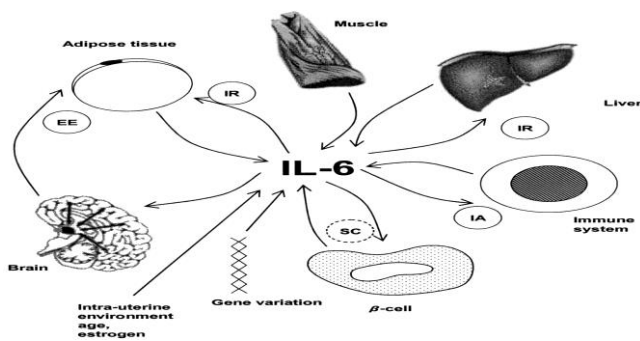 Muscle
Adipose tissue
IR
EE
Liver
IR
IL-6
IA
SC
Immune
system
Brain
Gene variation
β-cell
Intra-uterine
environment
age,
estrogen